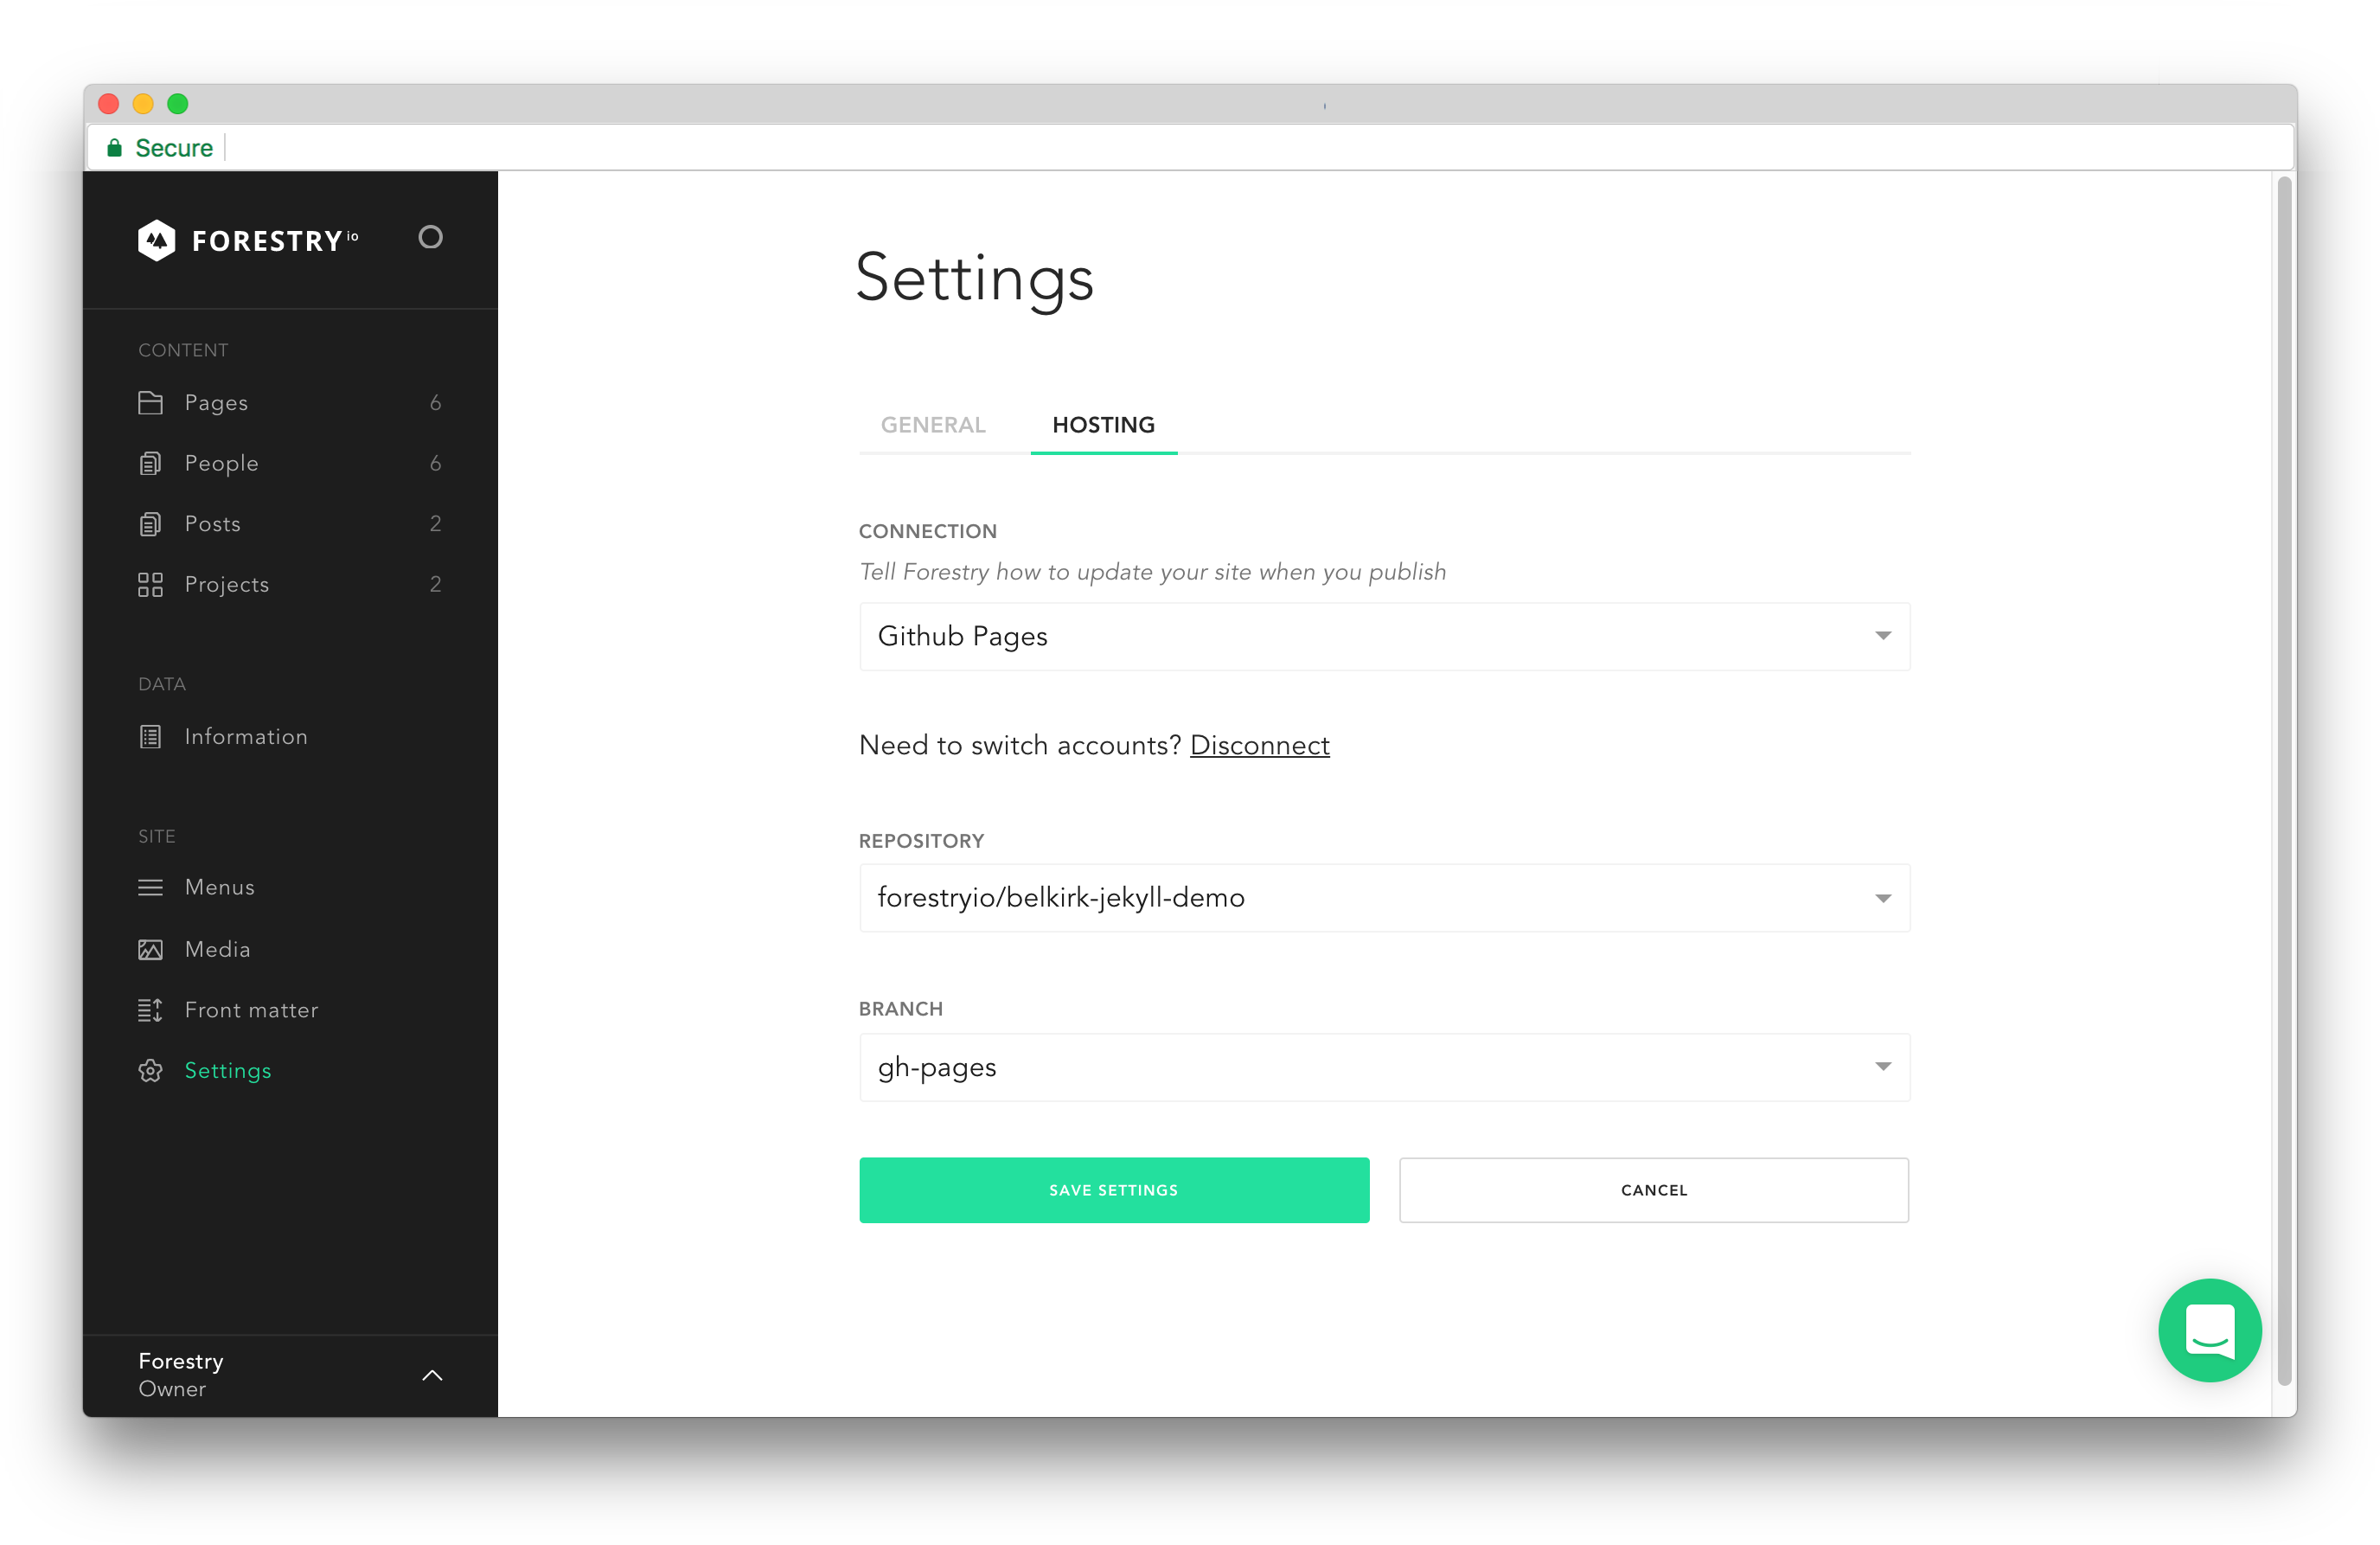 Secure
FORESTRY io
CONTENT
Pages 6
People 6
Posts 2
Projects 2
DATA
Information
SITE
Menus
Media
Front matter
Settings
Forestry
Owner
Settings
GENERAL HOSTING
CONNECTION
Tell Forestry how to update your site when you publish
Github Pages
Need to switch accounts? Disconnect
REPOSITORY
forestryio/belkirk-jekyll-demo
BRANCH
gh-pages
SAVE SETTINGS CANCEL